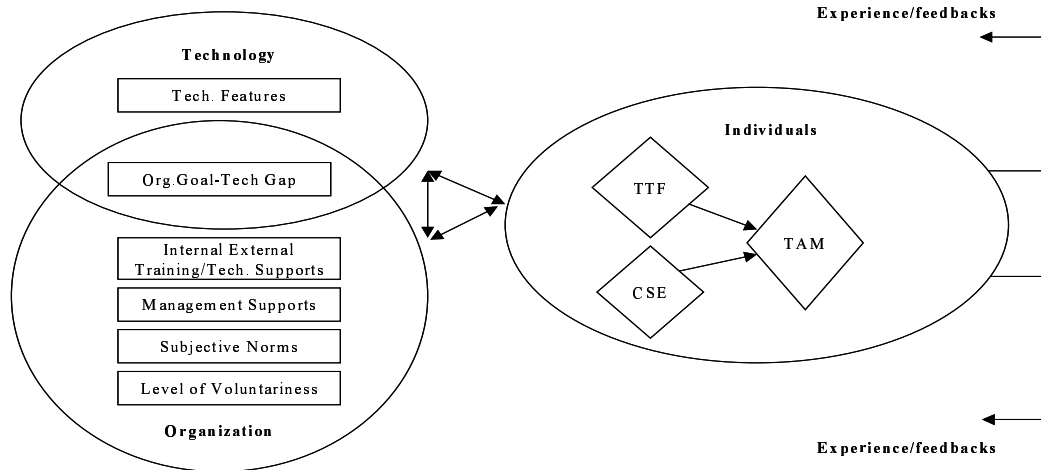 Experience/feedbacks
Technology
Tech. Features
Org.Goal-Tech Gap
Internal External
Training/Tech. Supports
Management Supports
Subjective Norms
Level of Voluntariness
Organization
Individuals
TTF
CSE
TAM
Experience/feedbacks